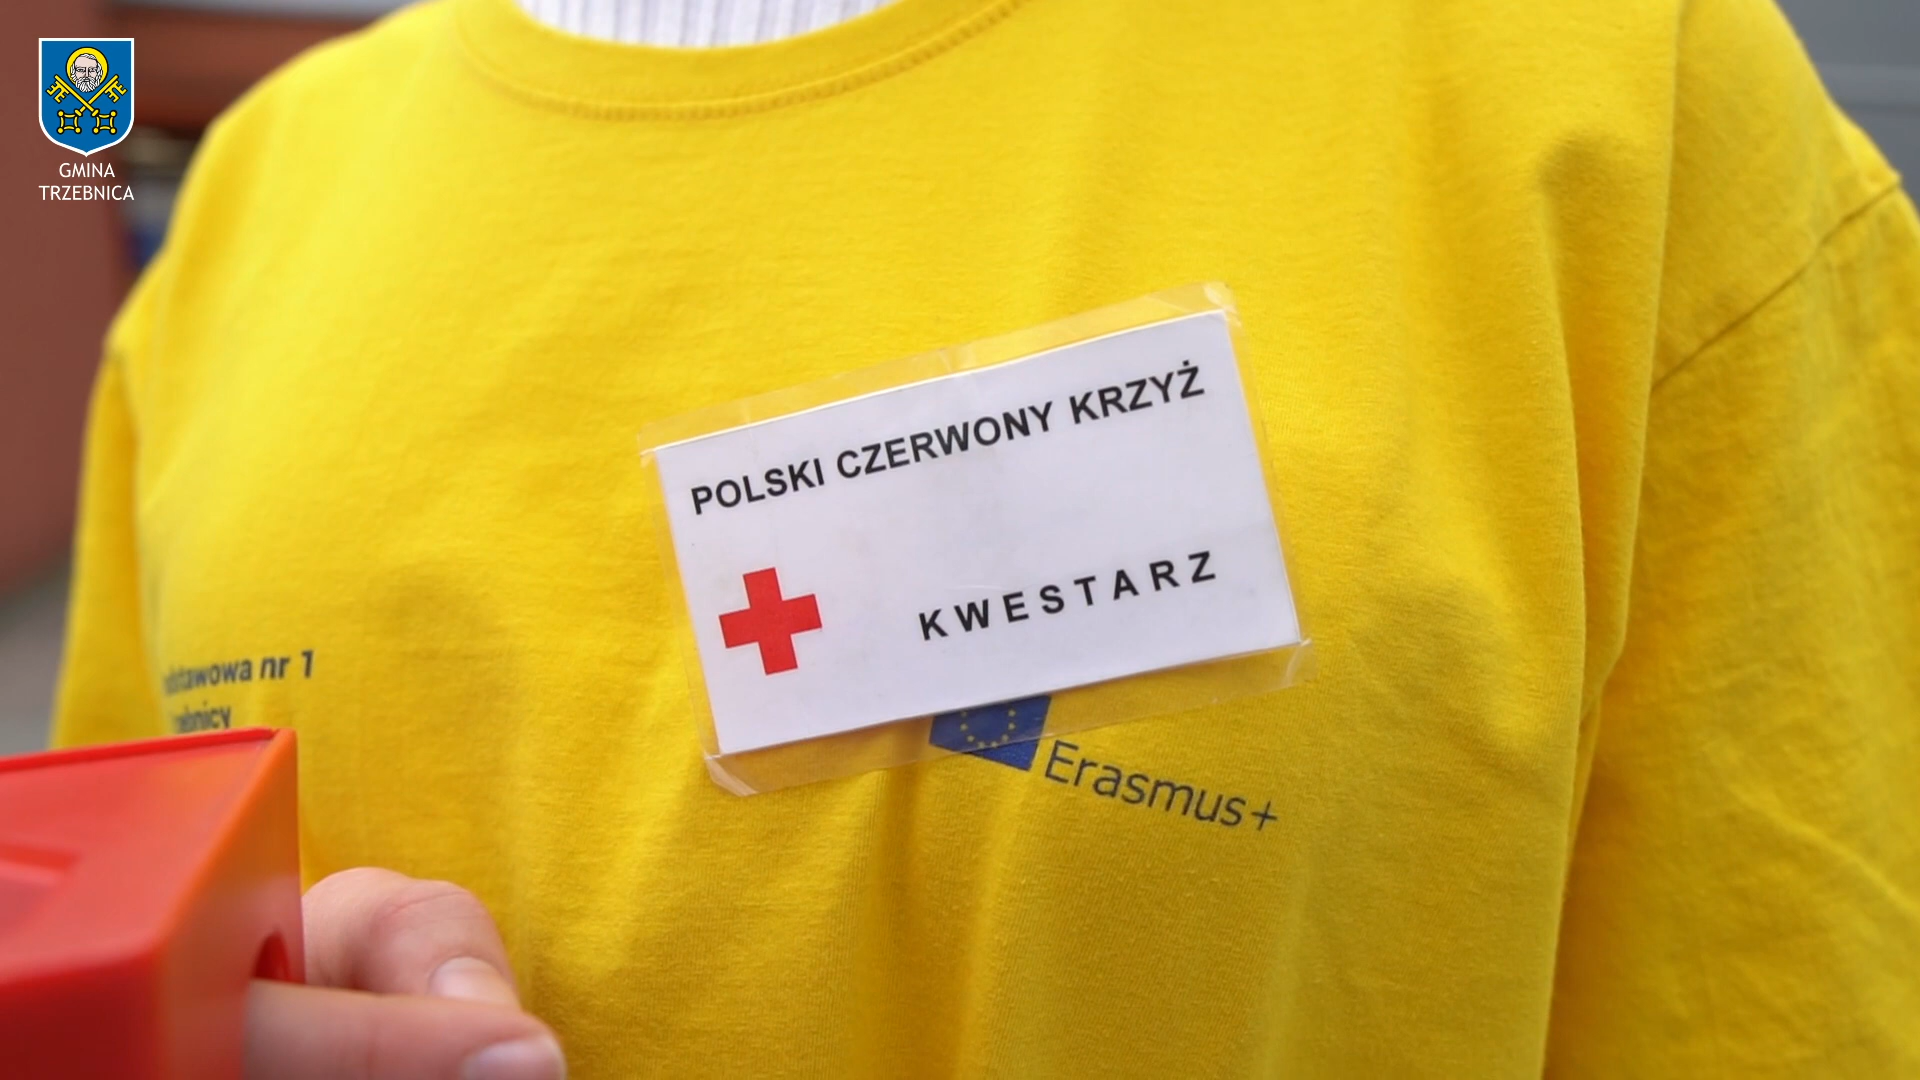 GMINA
TRZEBNICA
POLSKI CZERWONY KRZYŻ
KWESTARZ
nr 1
Erasmus+